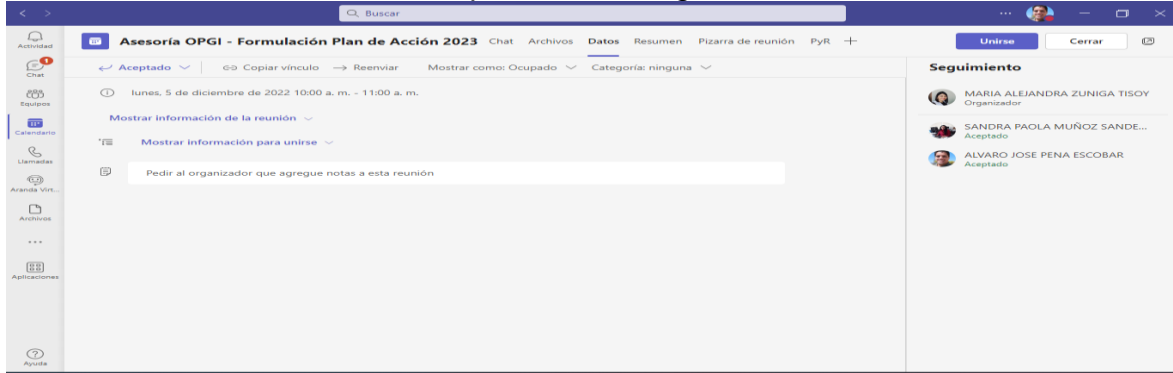 Buscar
Actividad
Chat
Equipos
Calendario
Llamadas
Aranda Virt...
Archivos
Aplicaciones
Ayuda
Asesoría OPGI - Formulación Plan de Acción 2023 Chat Archivos Datos Resumen Pizarra de reunión PyR
Unirse Cerrar
Aceptado Copiar vínculo Reenviar Mostrar como: Ocupado Categoría: ninguna
lunes, 5 de diciembre de 2022 10:00 a. m. - 11:00 a. m.
Mostrar información de la reunión
Mostrar información para unirse
Pedir al organizador que agregue notas a esta reunión
Seguimiento
MARIA ALEJANDRA ZUNIGA TISOY
Organizador
SANDRA PAOLA MUÑOZ SANDE...
Aceptado
ALVARO JOSE PENA ESCOBAR
Aceptado